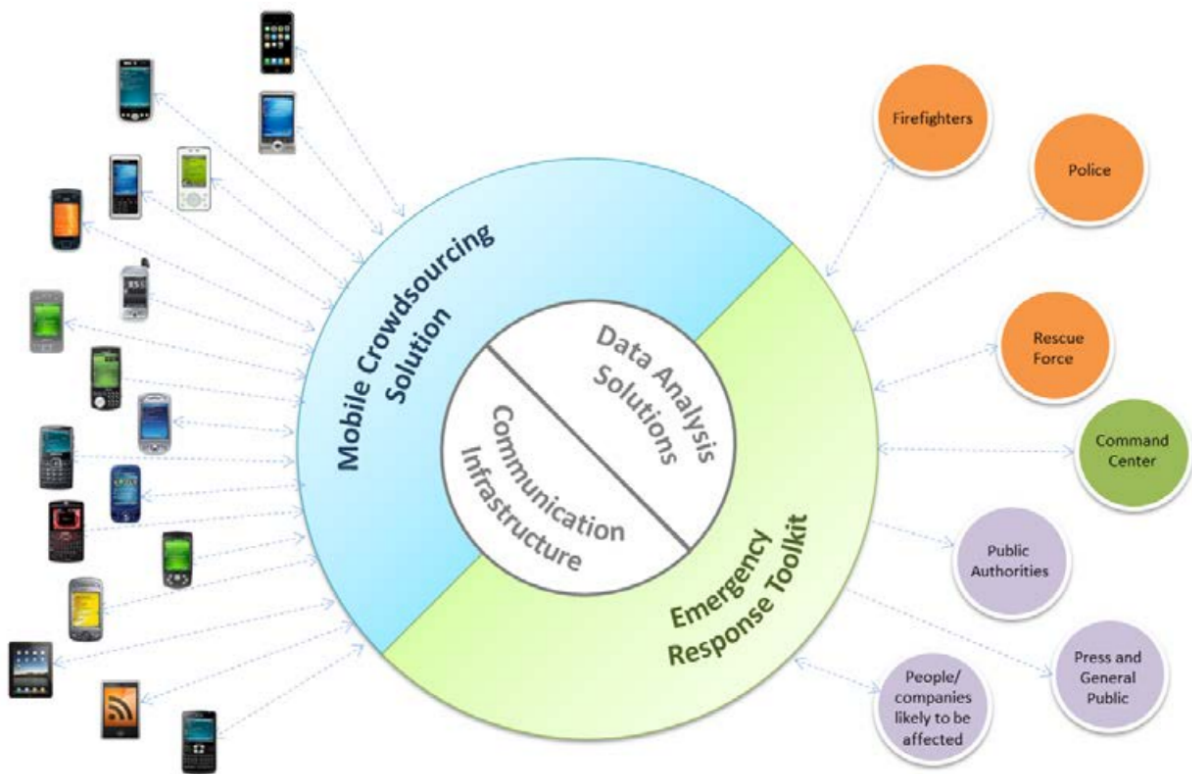 Mobile Crowdsourcing
Solution
Data Analysis
Solutions
Communication
Infrastructure
Emergency
Response Toolkit
Firefighters
Police
Rescue
Force
Command
Center
Public
Authorities
Press and
General
Public
People/
companies
likely to be
affected